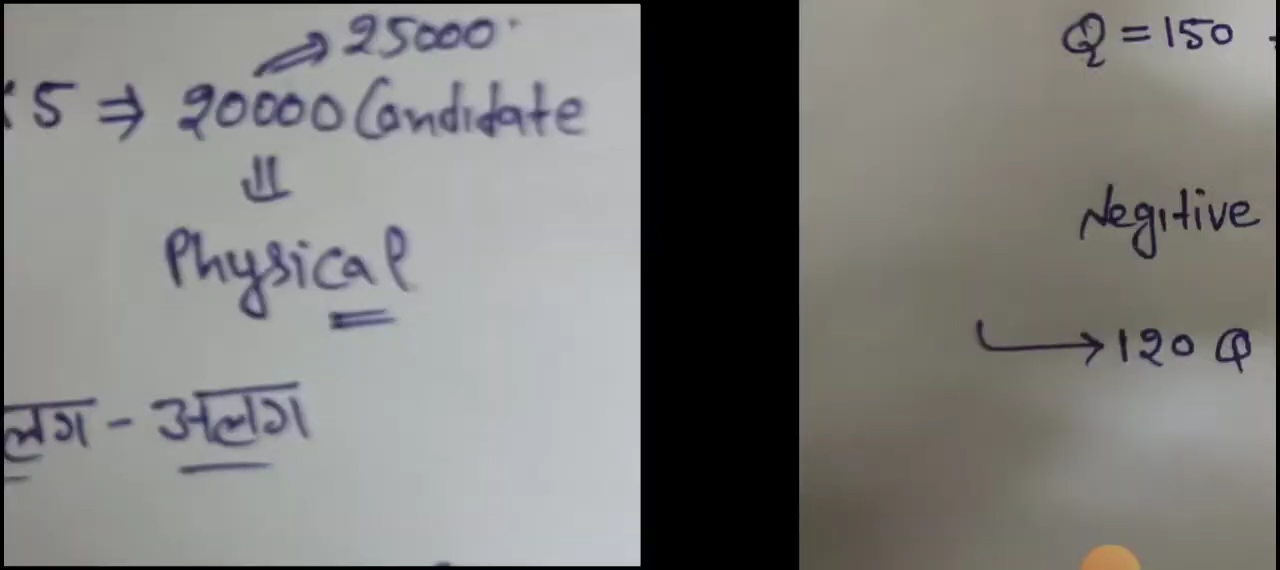 25000
5 ⇒ 20000 Candidate
Physical
लग - अलग
Q = 150
Negitive
120 Q